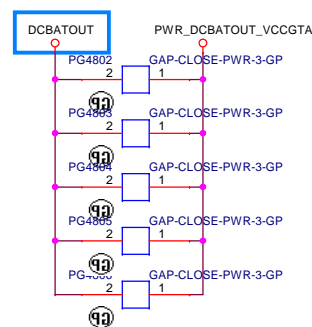 DCBATOUT PWR_DCBATOUT_VCCGTA
PG4802 GAP-CLOSE-PWR-3-GP
2 1
GP
PG4803 GAP-CLOSE-PWR-3-GP
2 1
GP
PG4804 GAP-CLOSE-PWR-3-GP
2 1
GP
PG4805 GAP-CLOSE-PWR-3-GP
2 1
GP
GAP-CLOSE-PWR-3-GP
2 1
GP